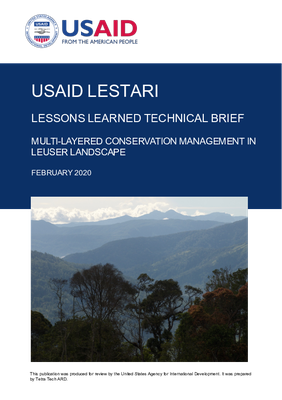 USAID
FROM THE AMERICAN PEOPLE
USAID LESTARI
LESSONS LEARNED TECHNICAL BRIEF
MULTI-LAYERED CONSERVATION MANAGEMENT IN
LEUSER LANDSCAPE
FEBRUARY 2020
This publication was produced for review by the United States Agency for International Development. It was prepared
by Tetra Tech ARD.